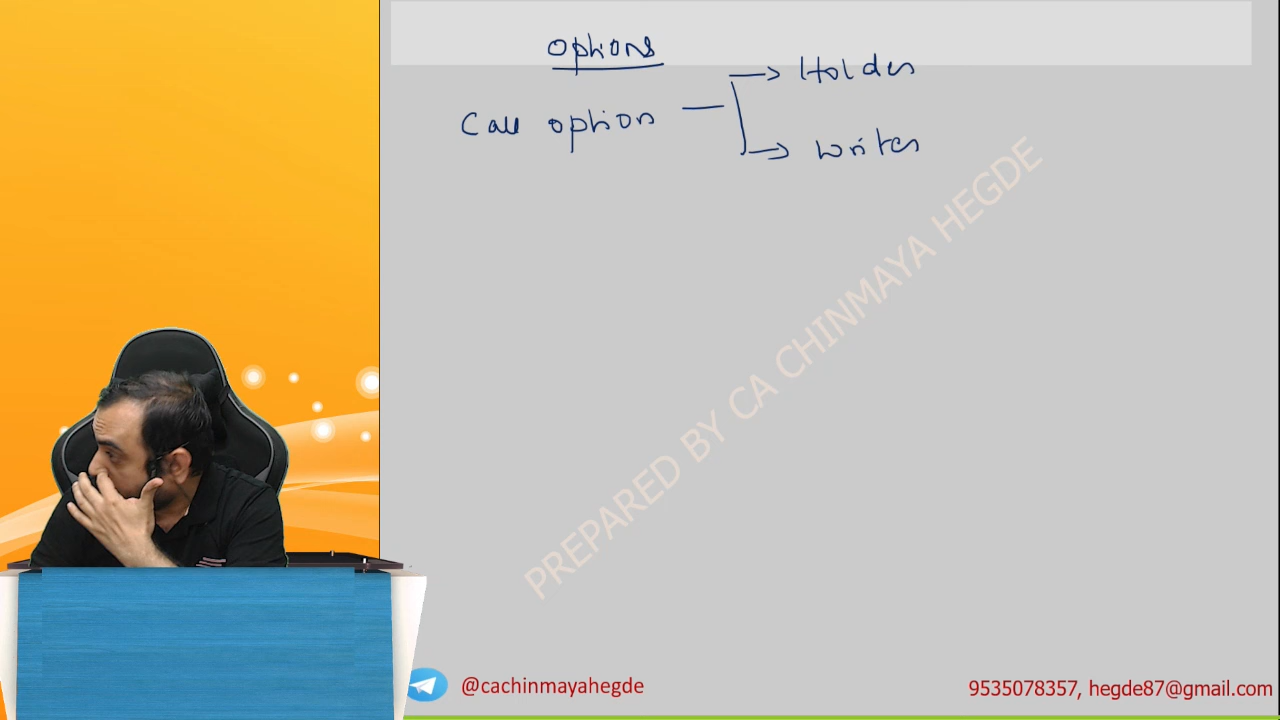 Options
Call option → Holder
→ Writer
PREPARED BY CA CHINMAYA HEGDE
@cachinmayahegde
9535078357, hegde87@gmail.com